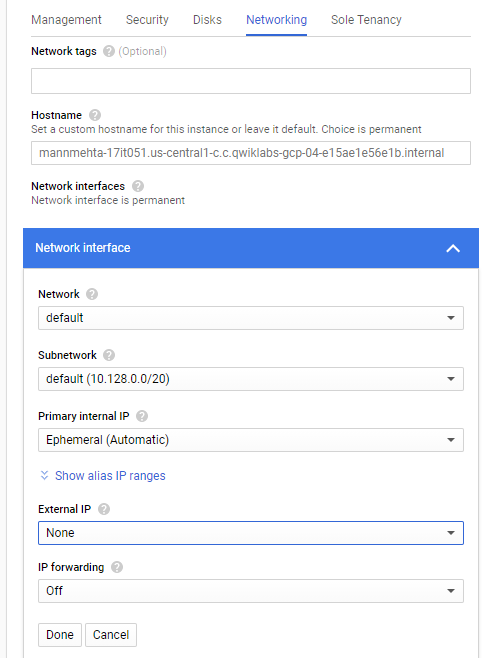 Management Security Disks Networking Sole Tenancy
Network tags (Optional)
Hostname
Set a custom hostname for this instance or leave it default. Choice is permanent
mannmehta-17it051.us-central1-c.c.qwiklabs-gcp-04-e15ae1e56e1b.internal
Network interfaces
Network interface is permanent
Network interface
Network
default
Subnetwork
default (10.128.0.0/20)
Primary internal IP
Ephemeral (Automatic)
Show alias IP ranges
External IP
None
IP forwarding
Off
Done Cancel